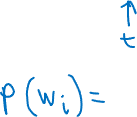 ↑
t
P(wi) =